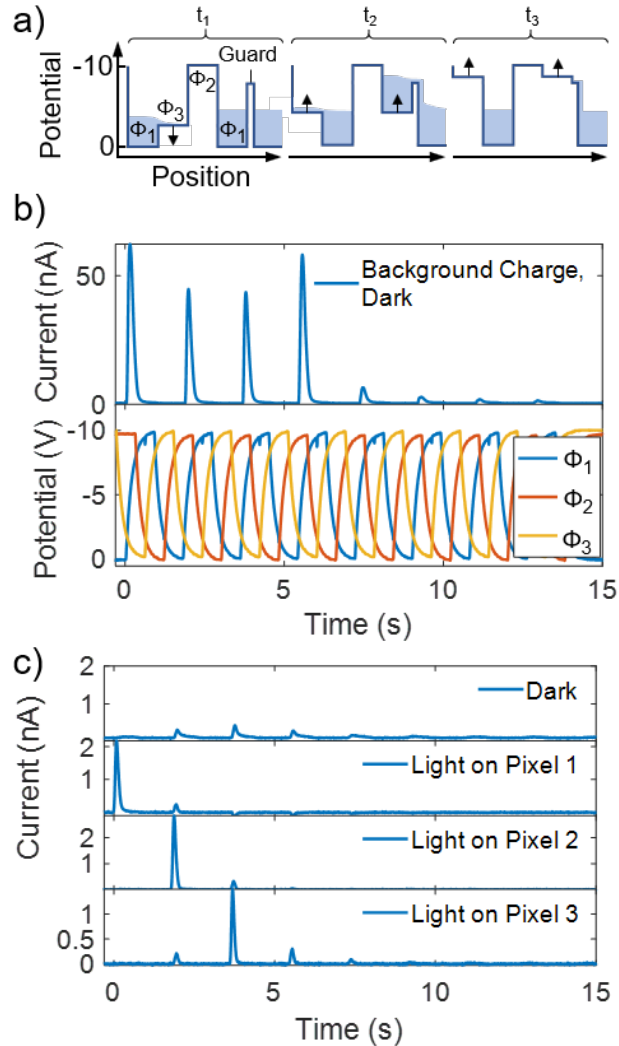 a)
t1
t2
t3
Guard
-10
Φ2
Φ3
Φ1
Φ1
0
Potential
Position
b)
50
0
Current (nA)
Background Charge,
Dark
-10
-5
0
Potential (V)
Φ1
Φ2
Φ3
0
5
10
15
Time (s)
c)
Current (nA)
2
1
Dark
2
1
Light on Pixel 1
2
1
Light on Pixel 2
1
0.5
0
Light on Pixel 3
0
5
10
15
Time (s)